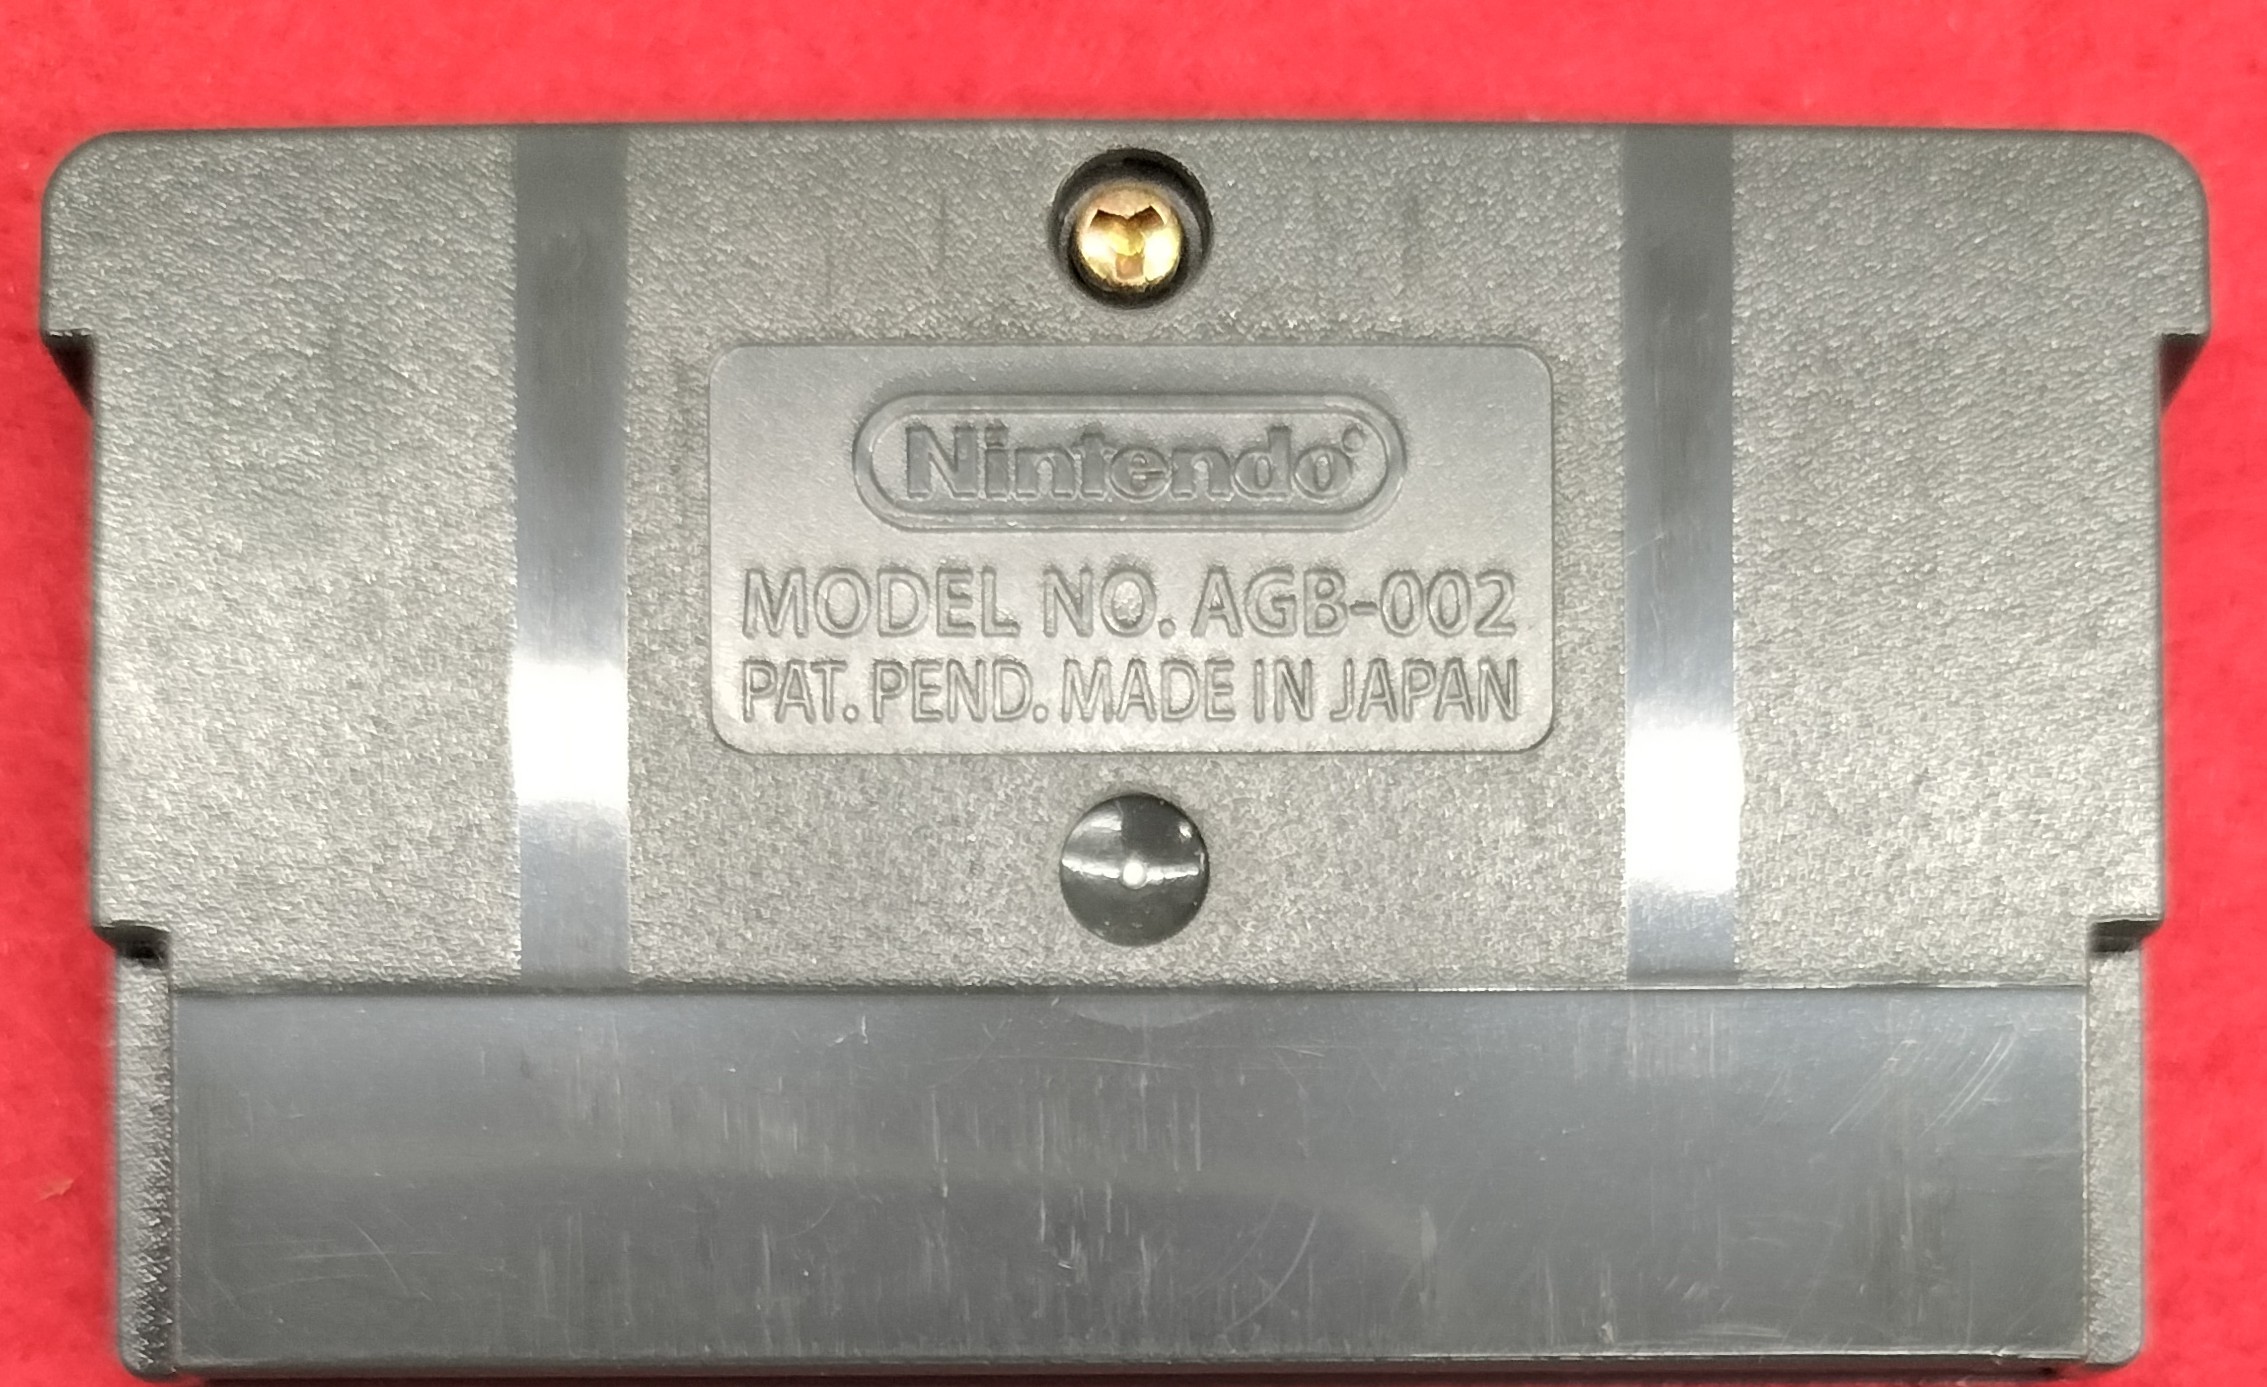 Nintendo®
MODEL NO. AGB-002
PAT. PEND. MADE IN JAPAN